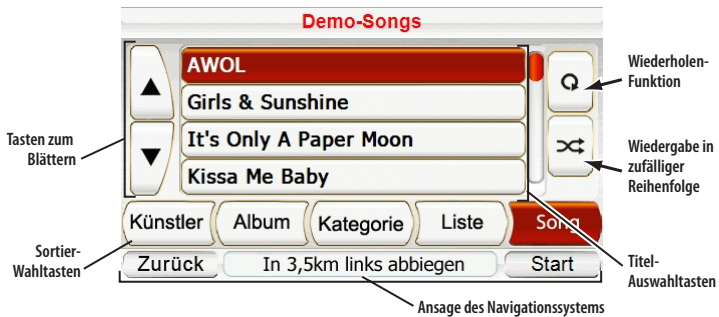 Demo-Songs
AWOL
Girls & Sunshine
It's Only A Paper Moon
Kissa Me Baby
Wiederholen-
Funktion
Tasten zum
Blättern
Wiedergabe in
zufälliger
Reihenfolge
Künstler
Album
Kategorie
Liste
Song
Sortier-
Wahltasten
Zurück
In 3,5km links abbiegen
Start
Titel-
Auswahltasten
Ansage des Navigationssystems